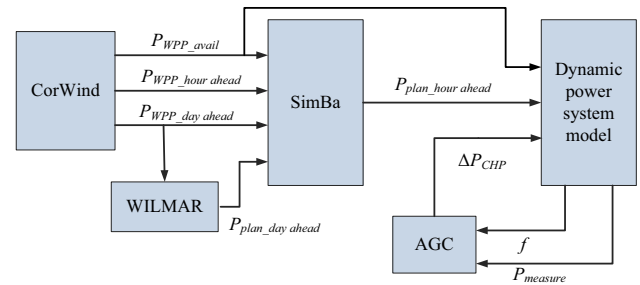 CorWind
P_WPP_avail
P_WPP_hour ahead
P_WPP_day ahead
WILMAR
P_plan_day ahead
SimBa
P_plan_hour ahead
Dynamic
power
system
model
ΔP_CHP
AGC
f
P_measure